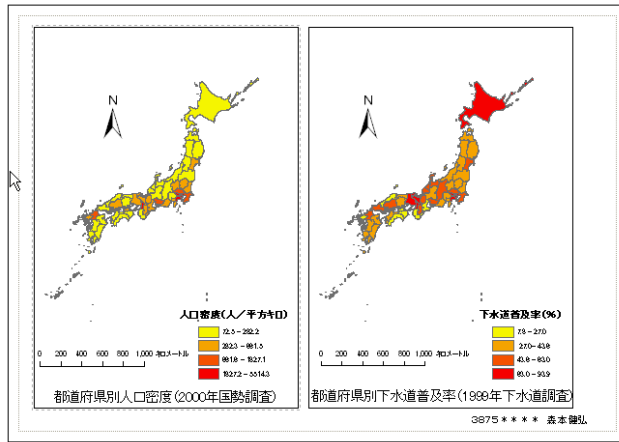 N
人口密度(人／平方キロ)
72.5 - 282.2
282.3 - 681.5
681.6 - 1827.1
1827.2 - 5514.3
0 200 400 600 800 1,000 キロメートル
都道府県別人口密度(2000年国勢調査)
N
下水道普及率(%)
7.3 - 27.0
27.0 - 43.8
43.8 - 63.0
63.0 - 93.9
0 200 400 600 800 1,000 キロメートル
都道府県別下水道普及率(1999年下水道調査)
3875＊＊＊＊ 森本健弘